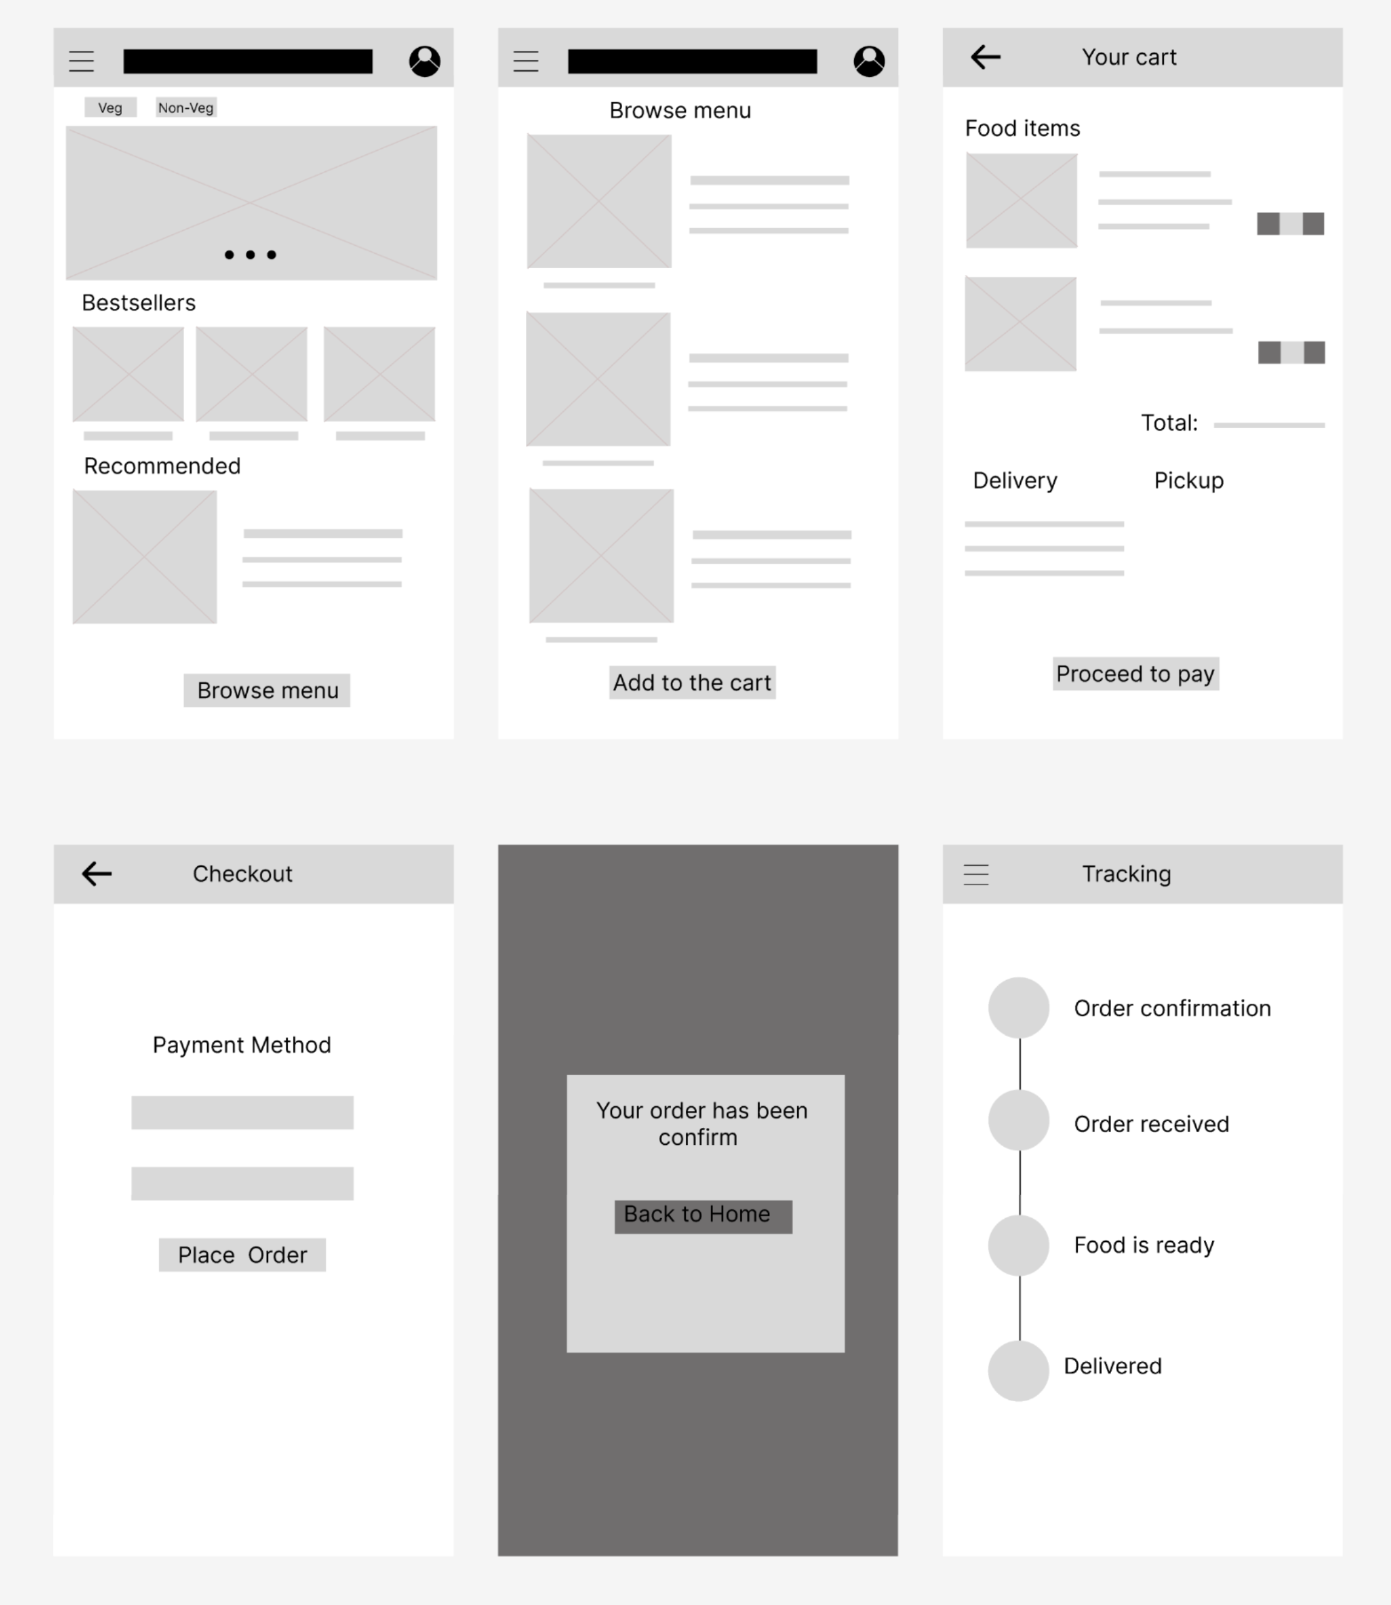 Veg
Non-Veg
Bestsellers
Recommended
Browse menu
Browse menu
Add to the cart
Your cart
Food items
Total:
Delivery
Pickup
Proceed to pay
Checkout
Payment Method
Place Order
Your order has been
confirm
Back to Home
Tracking
Order confirmation
Order received
Food is ready
Delivered